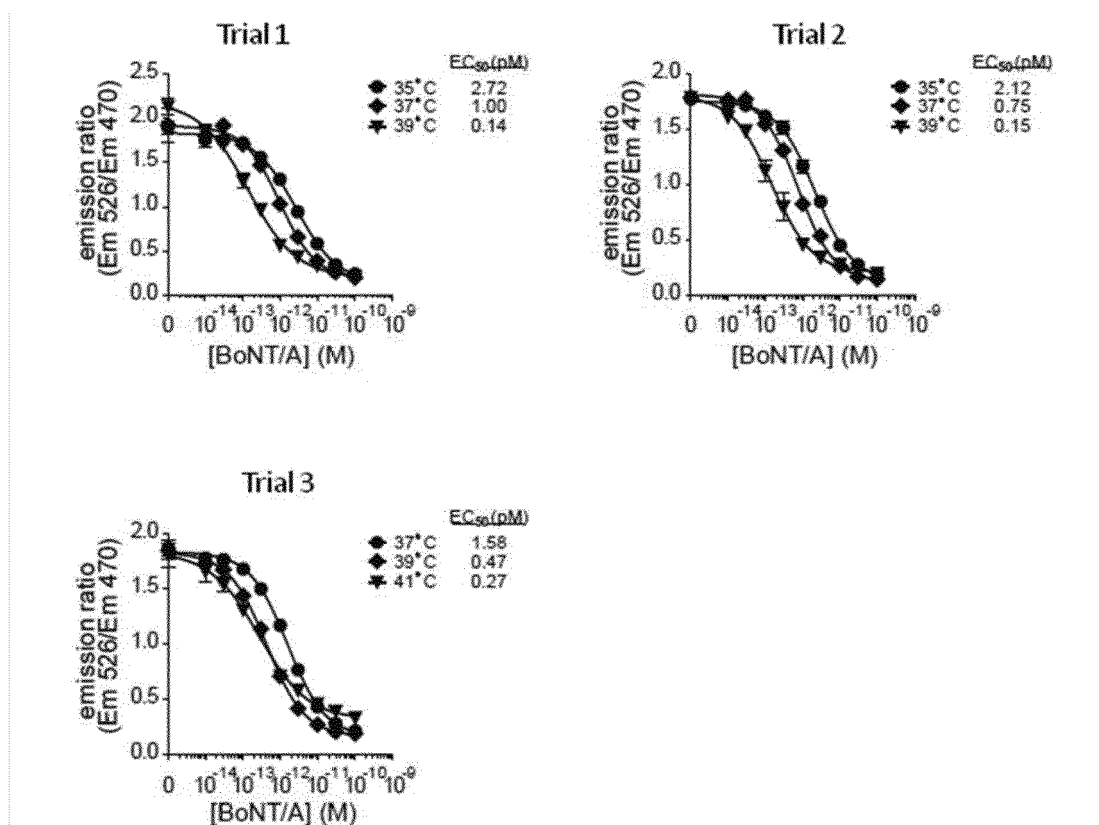 Trial 1
EC50(pM)
35°C 2.72
37°C 1.00
39°C 0.14
emission ratio
(Em 526/Em 470)
2.5
2.0
1.5
1.0
0.5
0.0
0 10-14 10-13 10-12 10-11 10-10 10-9
[BoNT/A] (M)
Trial 2
EC50(pM)
35°C 2.12
37°C 0.75
39°C 0.15
emission ratio
(Em 526/Em 470)
2.0
1.5
1.0
0.5
0.0
0 10-14 10-13 10-12 10-11 10-10 10-9
[BoNT/A] (M)
Trial 3
EC50(pM)
37°C 1.58
39°C 0.47
41°C 0.27
emission ratio
(Em 526/Em 470)
2.0
1.5
1.0
0.5
0.0
0 10-14 10-13 10-12 10-11 10-10 10-9
[BoNT/A] (M)